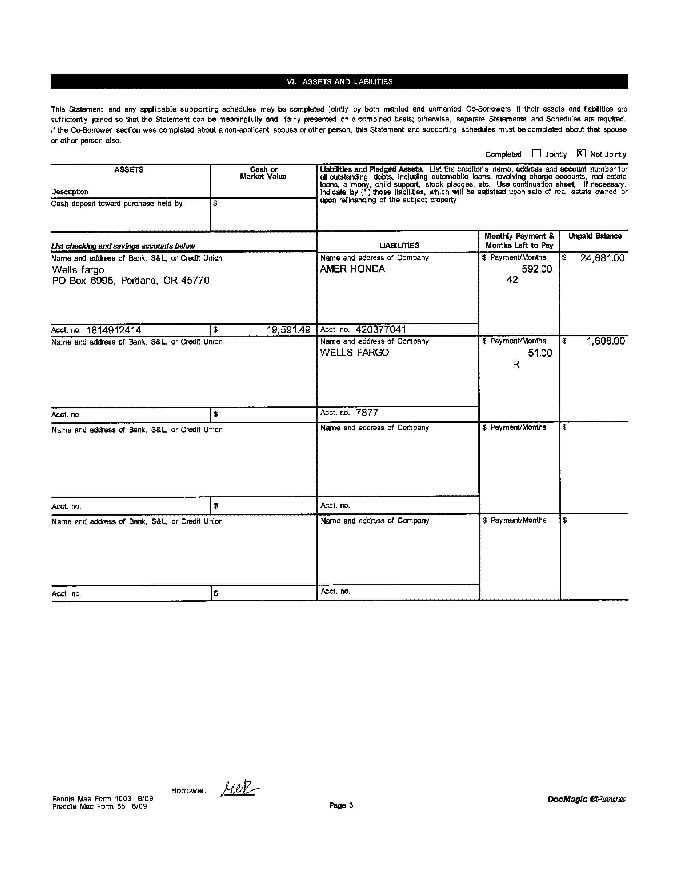 VI. ASSETS AND LIABILITIES
This Statement and any applicable supporting schedules may be completed jointly by both married and unmarried Co-Borrowers if their assets and liabilities are
sufficiently joined so that the Statement can be meaningfully and fairly presented on a combined basis; otherwise, separate Statements and Schedules are required.
If the Co-Borrower section was completed about a non-applicant spouse or other person, this Statement and supporting schedules must be completed about that spouse
or other person also.
Completed Jointly X Not Jointly
ASSETS
Cash or
Market Value
Description
Cash deposit toward purchase held by
$
Liabilities and Pledged Assets. List the creditor's name, address and account number for
all outstanding debts, including automobile loans, revolving charge accounts, real estate
loans, alimony, child support, stock pledges, etc. Use continuation sheet, if necessary.
Indicate by (*) those liabilities, which will be satisfied upon sale of real estate owned or
upon refinancing of the subject property
List checking and savings accounts below
LIABILITIES
Monthly Payment &
Months Left to Pay
Unpaid Balance
Name and address of Bank, S&L, or Credit Union
Wells fargo
PO Box 6995, Portland, OR 45770
Acct. no. 1814912414 $ 19,591.49
Name and address of Company
AMER HONDA
Acct. no. 420377041
$ Payment/Months
592.00
42
$ 24,661.00
Name and address of Bank, S&L, or Credit Union
Acct. no. $
Name and address of Company
WELLS FARGO
Acct. no. 7877
$ Payment/Months
51.00
R
$ 1,608.00
Name and address of Bank, S&L, or Credit Union
Acct. no. $
Name and address of Company
Acct. no.
$ Payment/Months
$
Name and address of Bank, S&L, or Credit Union
Acct. no. $
Name and address of Company
Acct. no.
$ Payment/Months
$
Borrower:
Fannie Mae Form 1003 6/09
Freddie Mac Form 65 6/09
Page 3
DocMagic